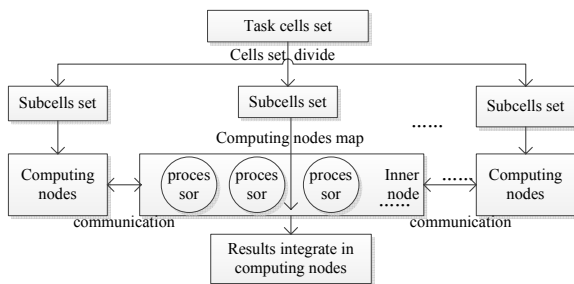 Task cells set
Cells set divide
Subcells set
Subcells set
Subcells set
......
Computing nodes map
Computing
nodes
proces
sor
proces
sor
proces
sor
Inner
node
......
......
Computing
nodes
communication
communication
Results integrate in
computing nodes